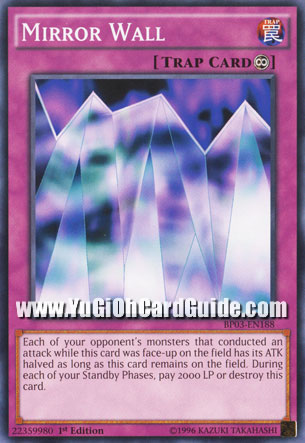 MIRROR WALL
TRAP
罠
[TRAP CARD ]
www.YuGiOhCardGuide.com
BP03-EN188
Each of your opponent's monsters that conducted an
attack while this card was face-up on the field has its ATK
halved as long as this card remains on the field. During
each of your Standby Phases, pay 2000 LP or destroy this
card.
22359980 1st Edition ©1996 KAZUKI TAKAHASHI